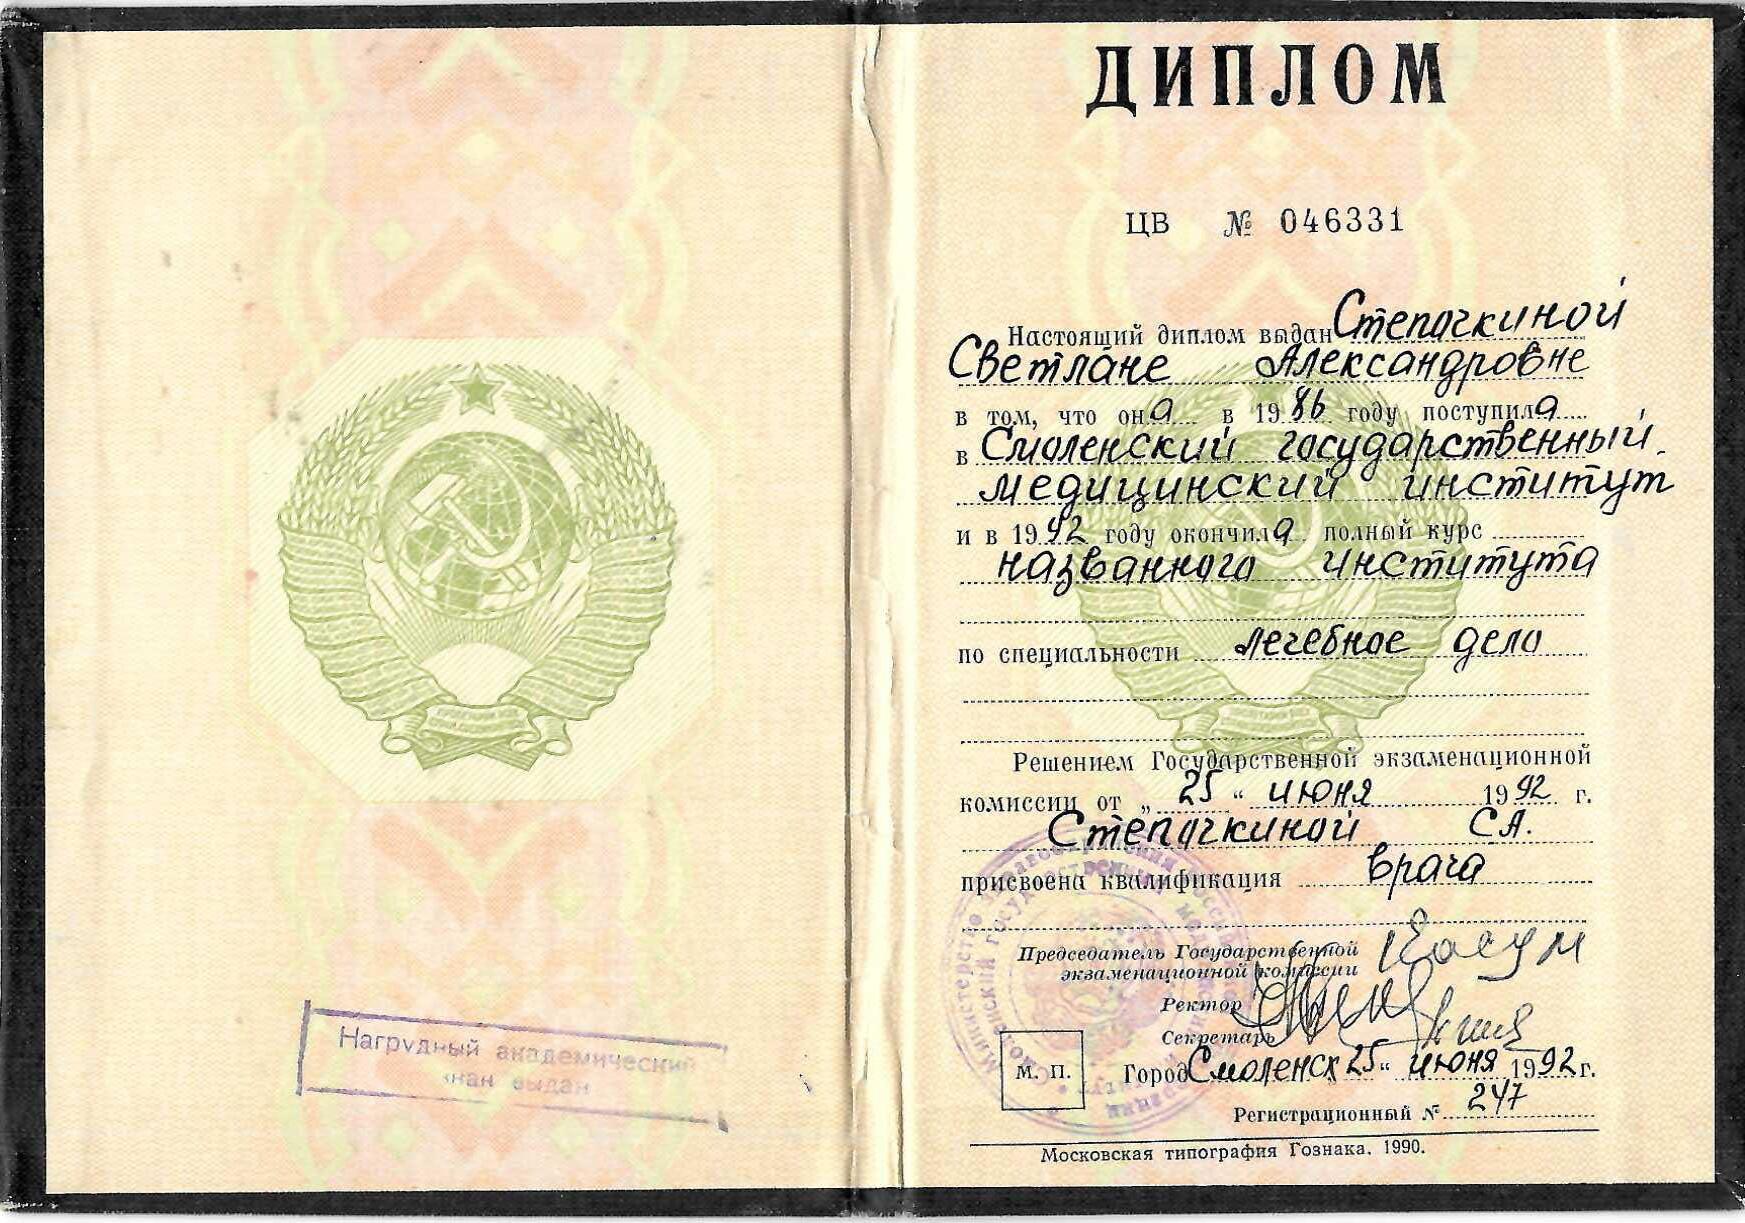 ДИПЛОМ
ЦВ № 046331
Настоящий диплом выдан Степочкиной
Светлане Александровне
в том, что она в 1986 году поступила
в Смоленский государственный
медицинский институт
и в 1992 году окончила полный курс
названного института
по специальности лечебное дело
Решением Государственной экзаменационной
комиссии от „25“ июня 1992 г.
Степочкиной С.А.
присвоена квалификация врача
Председатель Государственной
экзаменационной комиссии
Ректор
Секретарь
М. П.
Город Смоленск 25“ июня 1992 г.
Регистрационный № 247
Московская типография Гознака. 1990.
Нагрудный академический
знак выдан